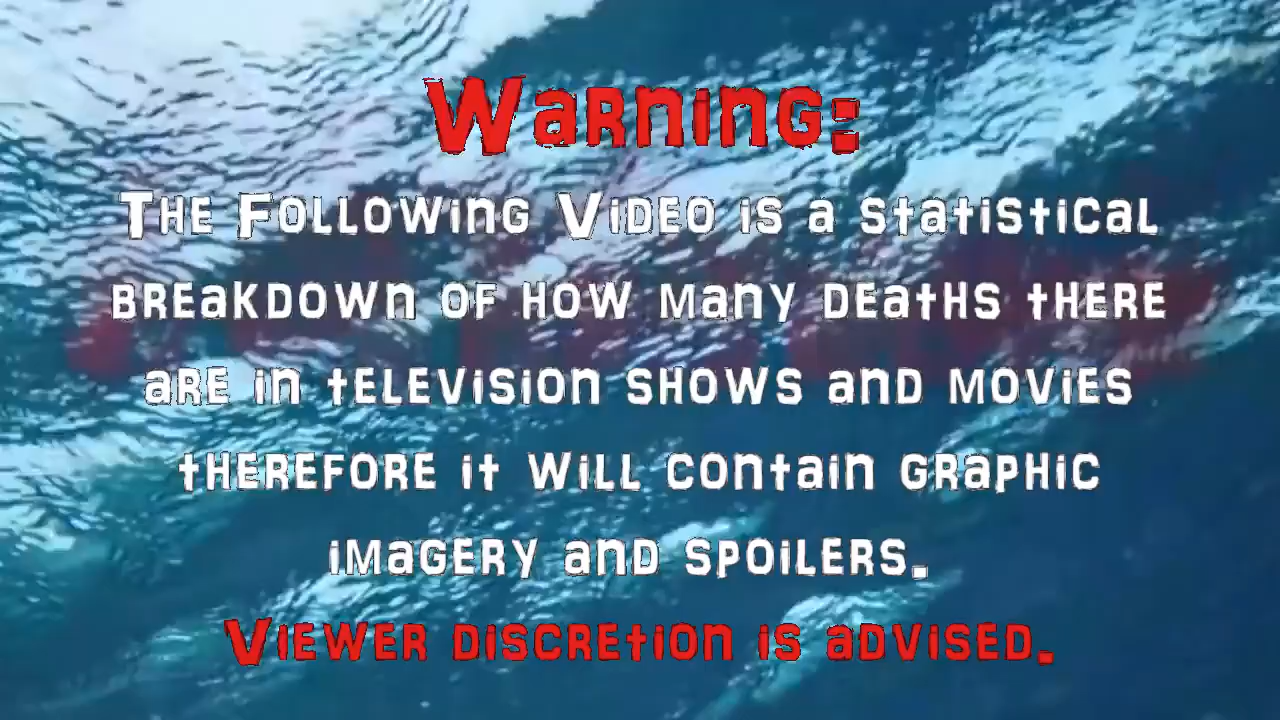 Warning:
The Following Video is a statistical
breakdown of how many deaths there
are in television shows and movies
therefore it will contain graphic
imagery and spoilers.
Viewer discretion is advised.